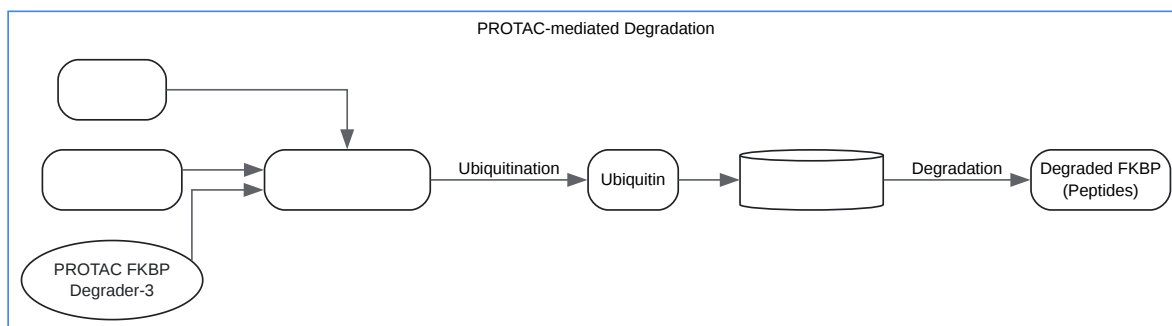 PROTAC-mediated Degradation
Ubiquitination
Ubiquitin
Degradation
Degraded FKBP
(Peptides)
PROTAC FKBP
Degrader-3